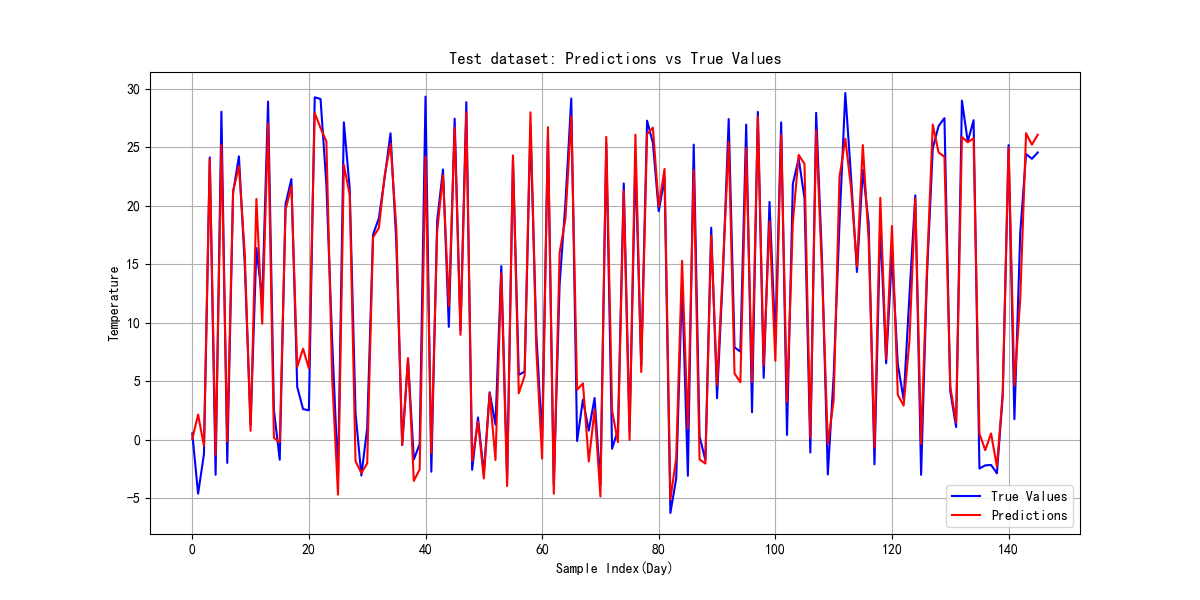 Test dataset: Predictions vs True Values
30
25
20
15
10
5
0
−5
Temperature
0 20 40 60 80 100 120 140
Sample Index(Day)
True Values
Predictions